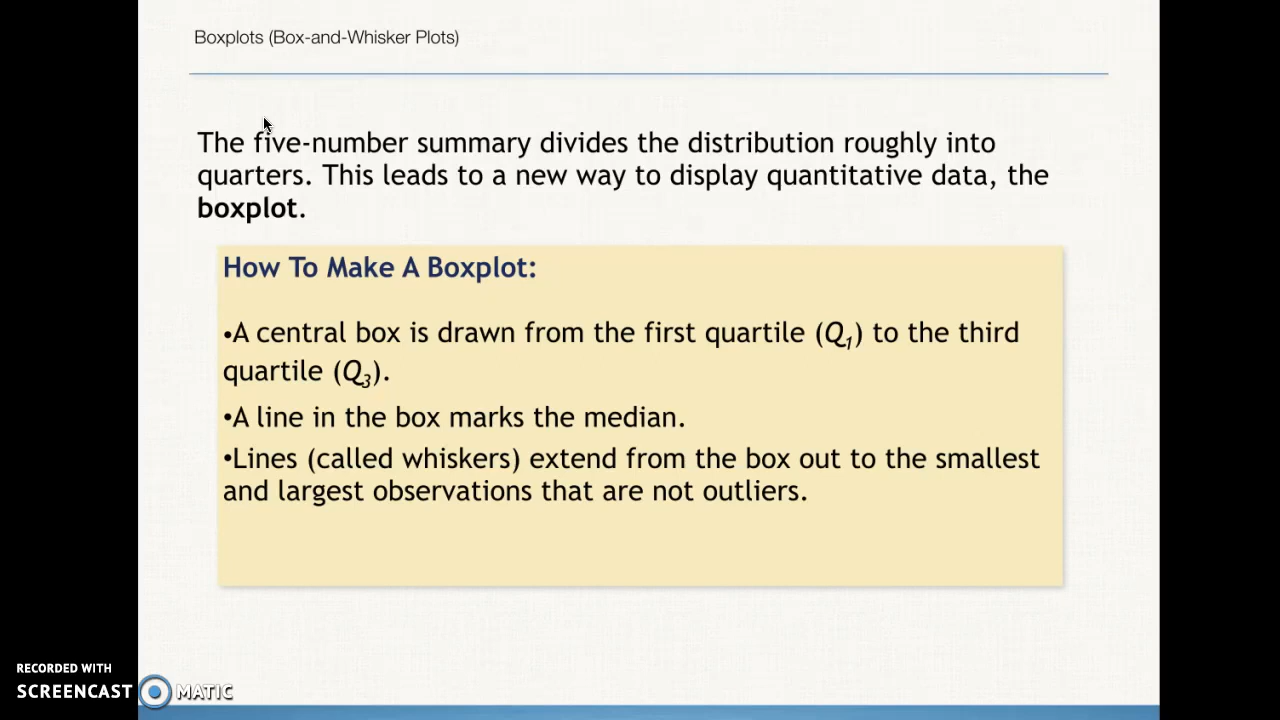 Boxplots (Box-and-Whisker Plots)
The five-number summary divides the distribution roughly into
quarters. This leads to a new way to display quantitative data, the
boxplot.
How To Make A Boxplot:
•A central box is drawn from the first quartile (Q₁) to the third
quartile (Q₃).
•A line in the box marks the median.
•Lines (called whiskers) extend from the box out to the smallest
and largest observations that are not outliers.
RECORDED WITH
SCREENCAST MATIC